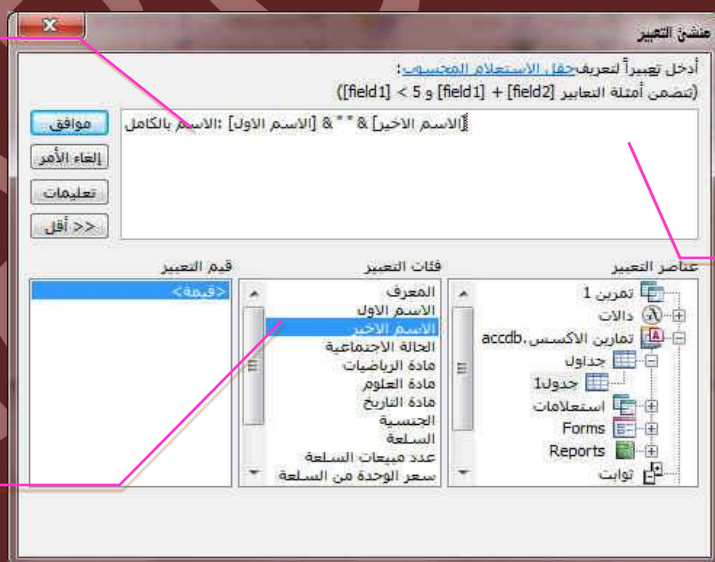 منشئ التعبير
أدخل تعبيراً لتعريف حقل الاستعلام المحسوب:
(تتضمن أمثلة التعابير [field1] + [field2] و [field1] < 5)
الاسم بالكامل: [الاسم الاول] & " " & [الاسم الاخير]
موافق
إلغاء الأمر
تعليمات
<< أقل
عناصر التعبير
تمرين 1
دالات
تمارين الاكسس.accdb
جداول
جدول1
استعلامات
Forms
Reports
ثوابت
فئات التعبير
المعرف
الاسم الاول
الاسم الاخير
الحالة الاجتماعية
مادة الرياضيات
مادة العلوم
مادة التاريخ
الجنسية
السلعة
عدد مبيعات السلعة
سعر الوحدة من السلعة
قيم التعبير
<قيمة>